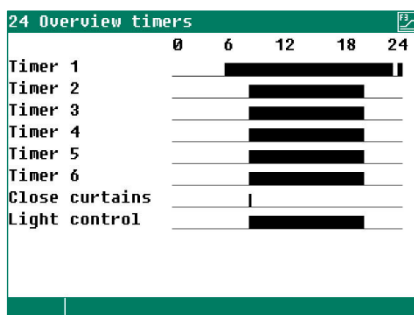 24 Overview timers F3
0 6 12 18 24
Timer 1
Timer 2
Timer 3
Timer 4
Timer 5
Timer 6
Close curtains
Light control